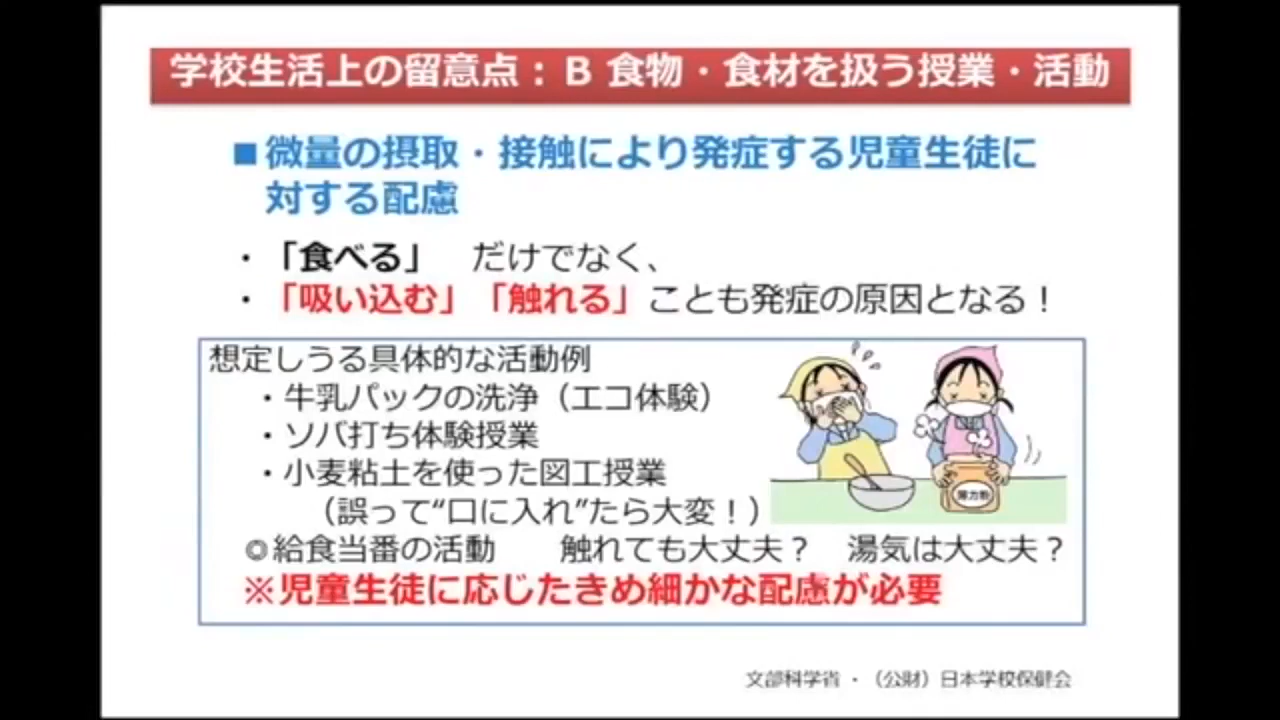 学校生活上の留意点：Ｂ 食物・食材を扱う授業・活動
■微量の摂取・接触により発症する児童生徒に
対する配慮
・「食べる」　だけでなく、
・「吸い込む」「触れる」ことも発症の原因となる！
想定しうる具体的な活動例
・牛乳パックの洗浄（エコ体験）
・ソバ打ち体験授業
・小麦粘土を使った図工授業
（誤って“口に入れ”たら大変！）
◎給食当番の活動　　触れても大丈夫？　湯気は大丈夫？
※児童生徒に応じたきめ細かな配慮が必要
薄力粉
文部科学省・（公財）日本学校保健会